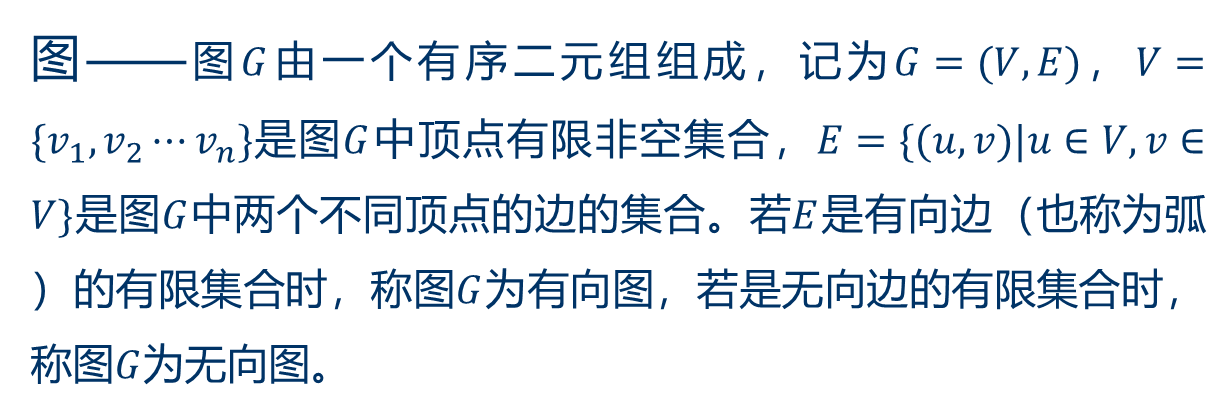 图——图G由一个有序二元组组成，记为G = (V, E)，V =
{v₁, v₂ ⋯ vₙ}是图G中顶点有限非空集合，E = {(u, v)|u ∈ V, v ∈
V}是图G中两个不同顶点的边的集合。若E是有向边（也称为弧
）的有限集合时，称图G为有向图，若是无向边的有限集合时，
称图G为无向图。